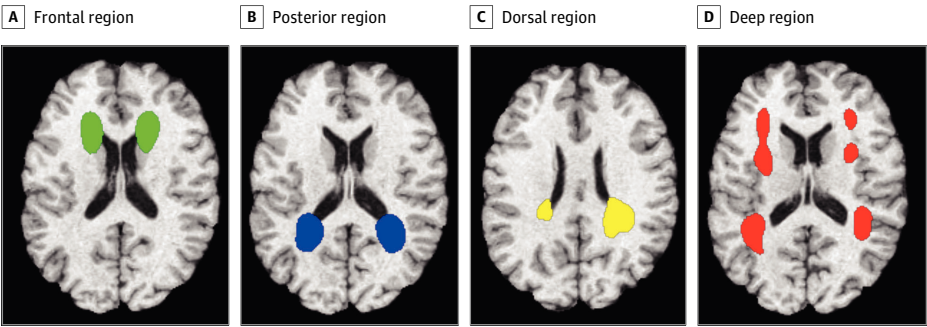 A Frontal region
B Posterior region
C Dorsal region
D Deep region